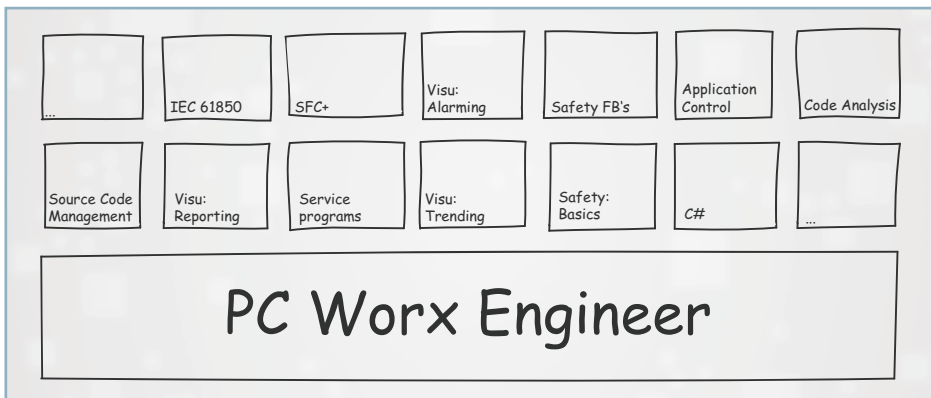 ...
IEC 61850
SFC+
Visu:
Alarming
Safety FB's
Application
Control
Code Analysis
Source Code
Management
Visu:
Reporting
Service
programs
Visu:
Trending
Safety:
Basics
C#
...
PC Worx Engineer